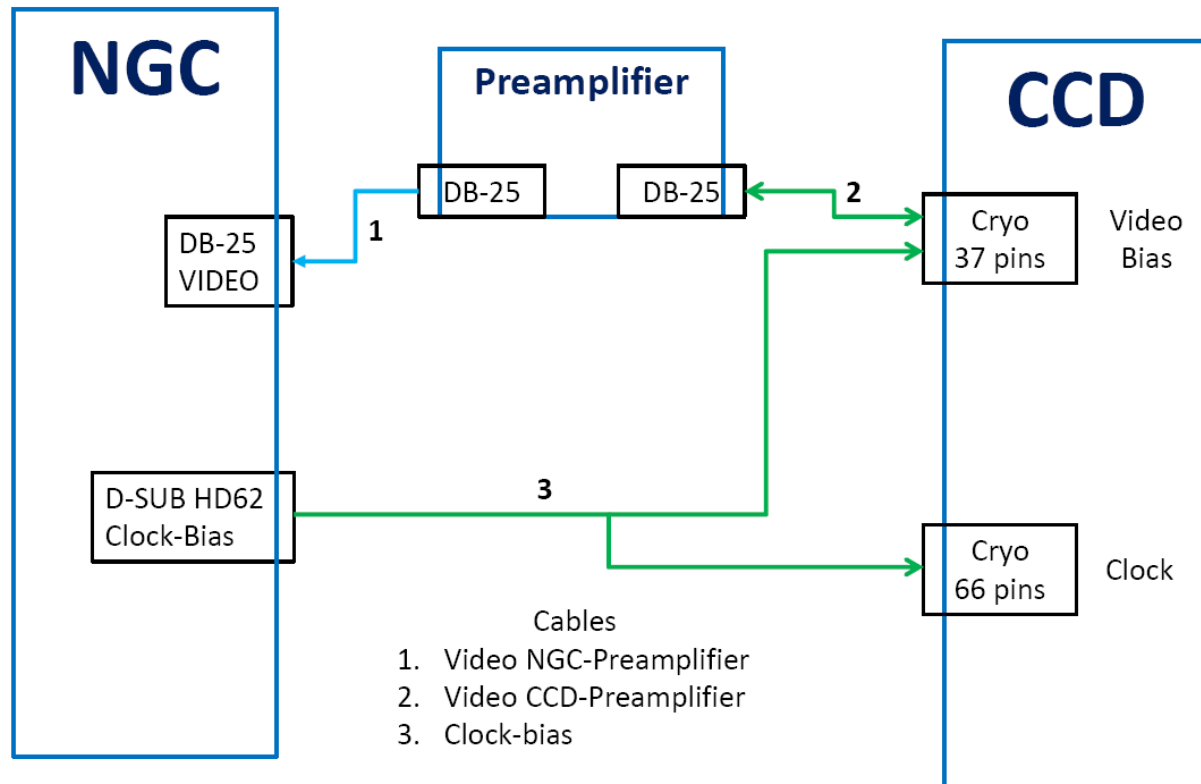 NGC
Preamplifier
CCD
DB-25
DB-25
2
1
DB-25
VIDEO
Cryo
37 pins
Video
Bias
D-SUB HD62
Clock-Bias
3
Cryo
66 pins
Clock
Cables
1. Video NGC-Preamplifier
2. Video CCD-Preamplifier
3. Clock-bias